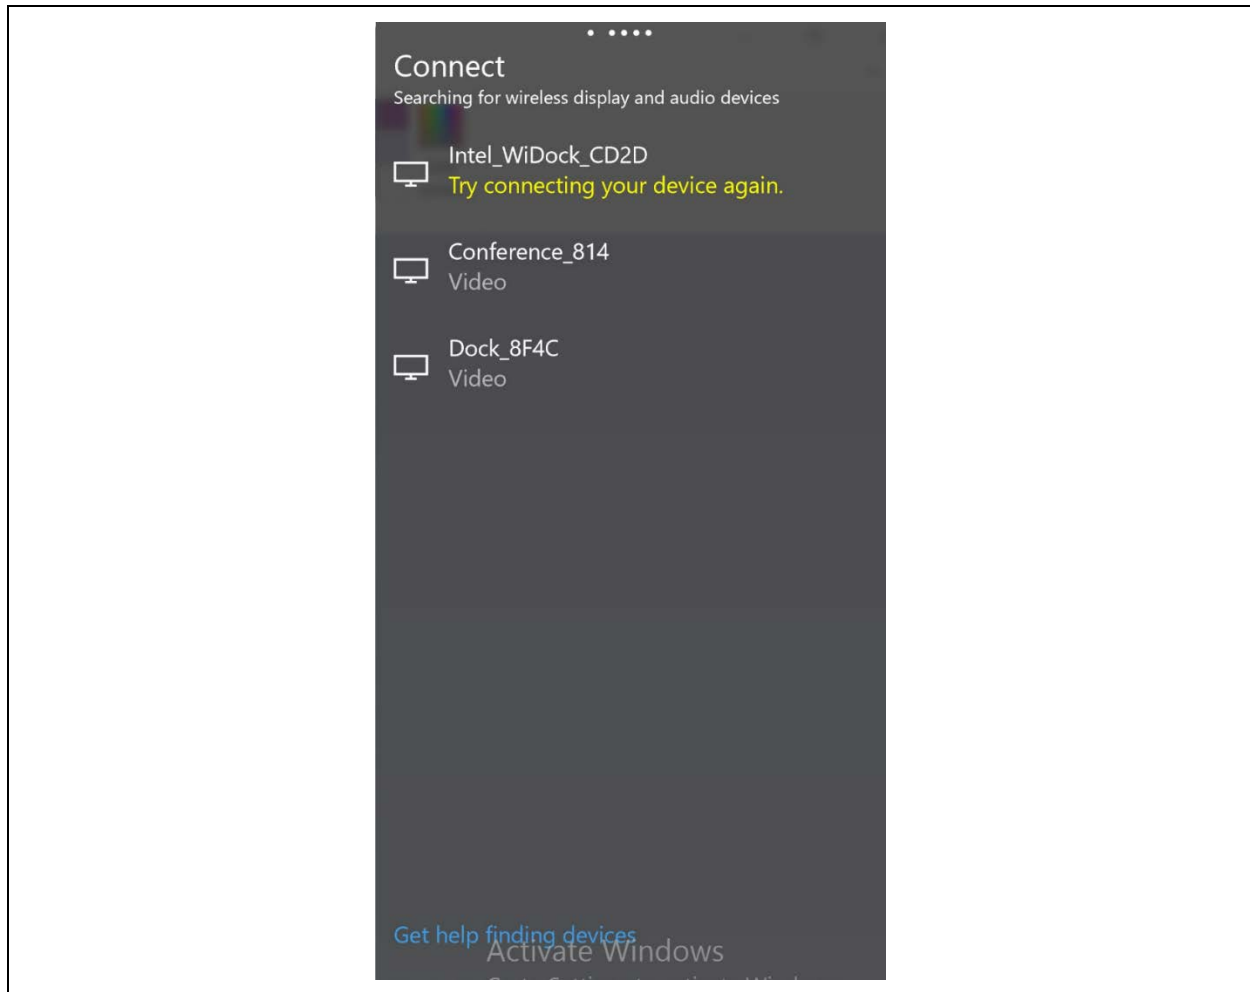 Connect
Searching for wireless display and audio devices
Intel_WiDock_CD2D
Try connecting your device again.
Conference_814
Video
Dock_8F4C
Video
Get help finding devices
Activate Windows